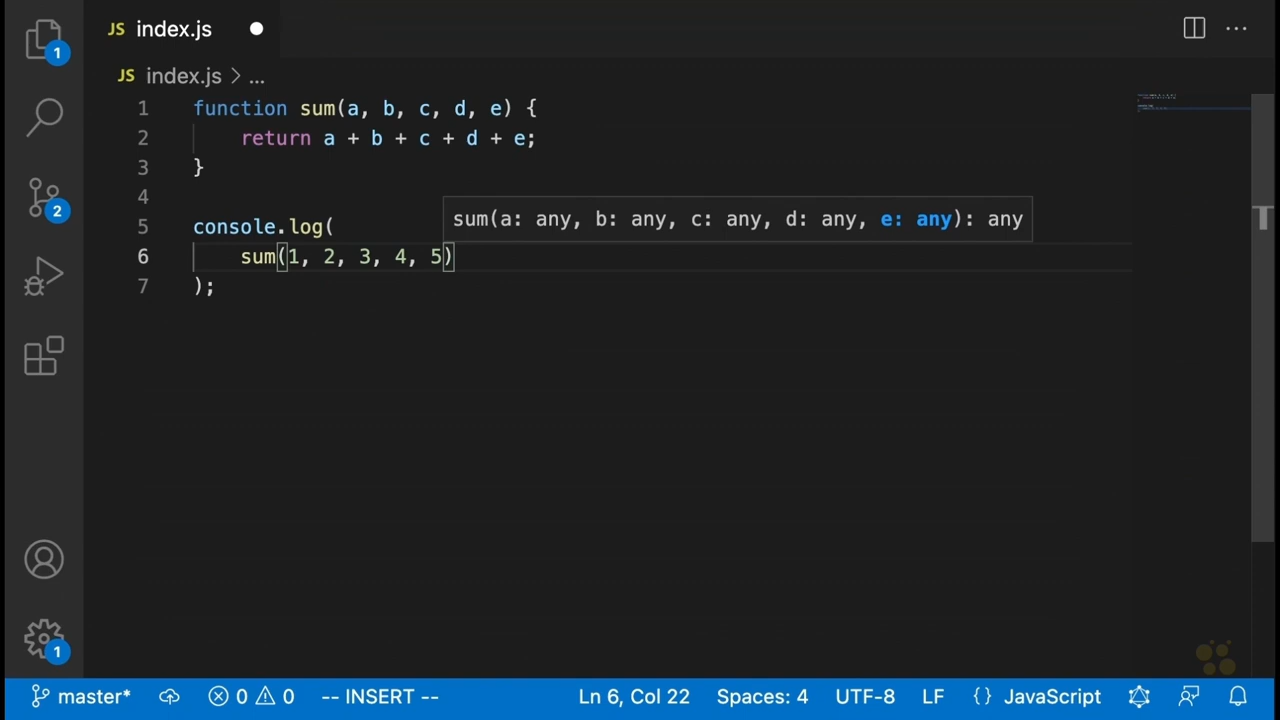 JS index.js
JS index.js > ...
1 function sum(a, b, c, d, e) {
2 return a + b + c + d + e;
3 }
4
sum(a: any, b: any, c: any, d: any, e: any): any
5 console.log(
6 sum(1, 2, 3, 4, 5)
7 );
1
2
1
master* 0 0 -- INSERT -- Ln 6, Col 22 Spaces: 4 UTF-8 LF {} JavaScript